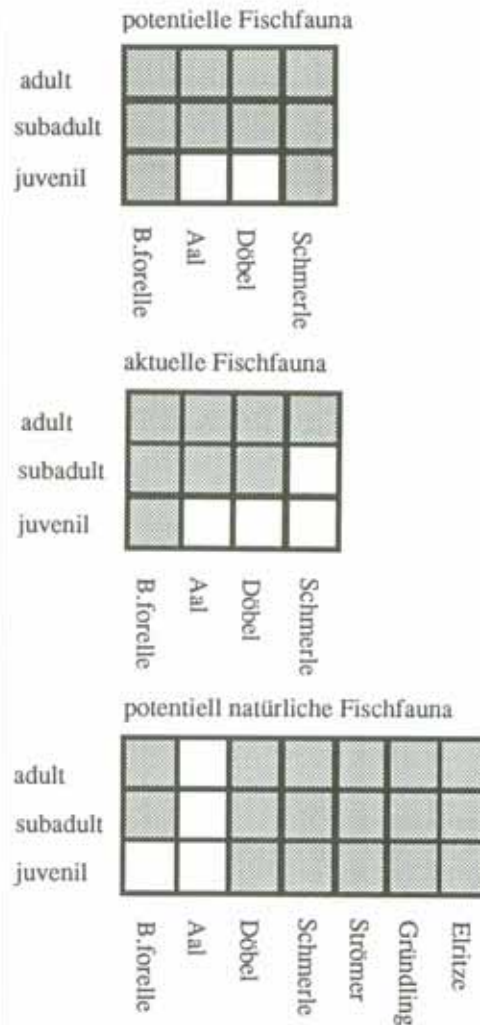 potentielle Fischfauna
adult
subadult
juvenil
B.forelle
Aal
Döbel
Schmerle
aktuelle Fischfauna
adult
subadult
juvenil
B.forelle
Aal
Döbel
Schmerle
potentiell natürliche Fischfauna
adult
subadult
juvenil
B.forelle
Aal
Döbel
Schmerle
Strömer
Gründling
Elritze